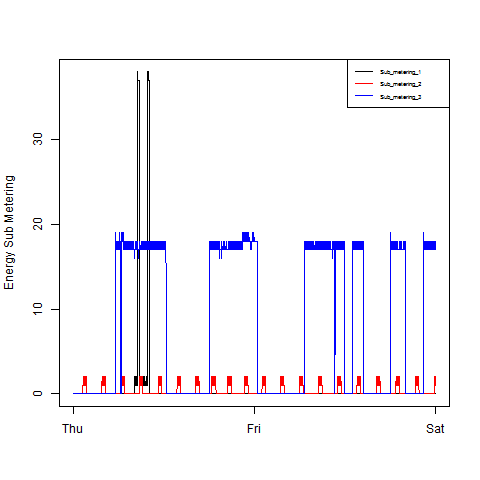 Sub_metering_1
Sub_metering_2
Sub_metering_3
Energy Sub Metering
30
20
10
0
Thu Fri Sat